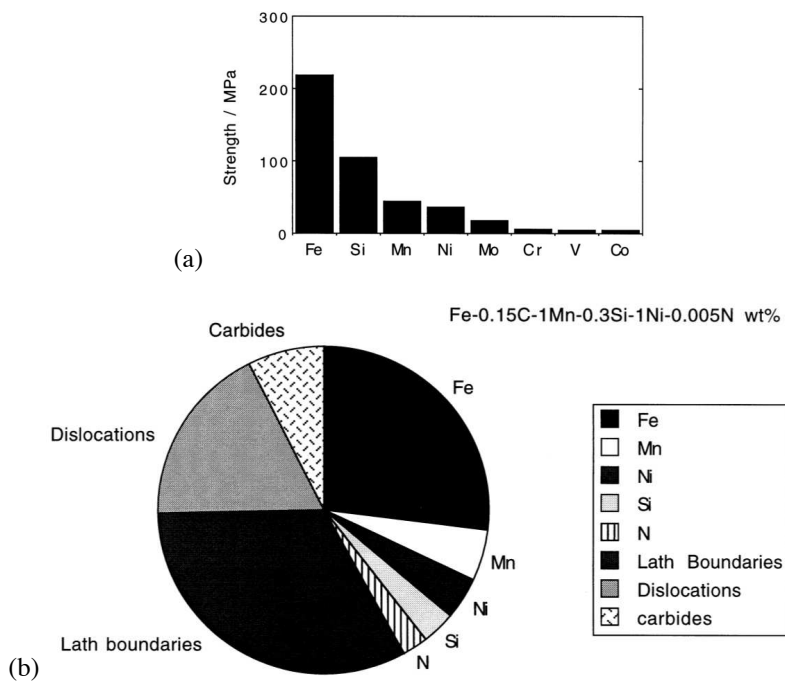 300
200
100
0
Strength / MPa
Fe Si Mn Ni Mo Cr V Co
(a)
Fe-0.15C-1Mn-0.3Si-1Ni-0.005N wt%
Carbides
Fe
Dislocations
Mn
Ni
Si
N
Lath boundaries
(b)
Fe
Mn
Ni
Si
N
Lath Boundaries
Dislocations
carbides